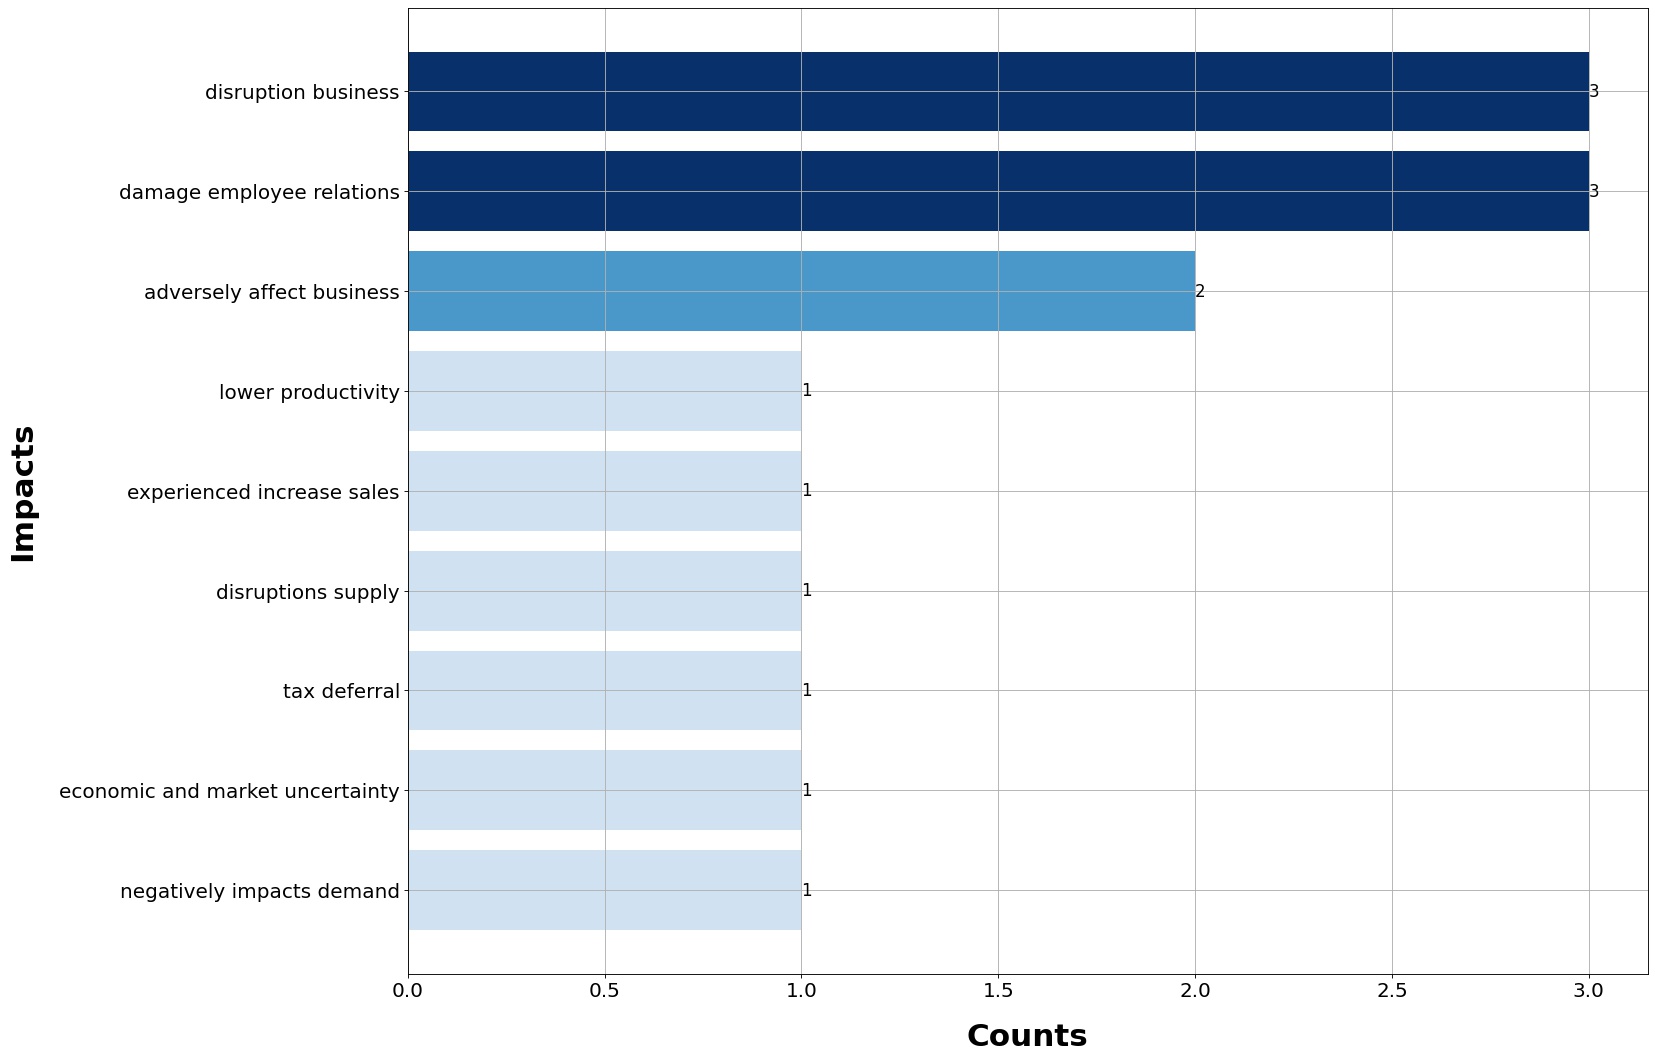 disruption business
3
damage employee relations
3
adversely affect business
2
lower productivity
1
experienced increase sales
1
disruptions supply
1
tax deferral
1
economic and market uncertainty
1
negatively impacts demand
1
Impacts
0.0 0.5 1.0 1.5 2.0 2.5 3.0
Counts